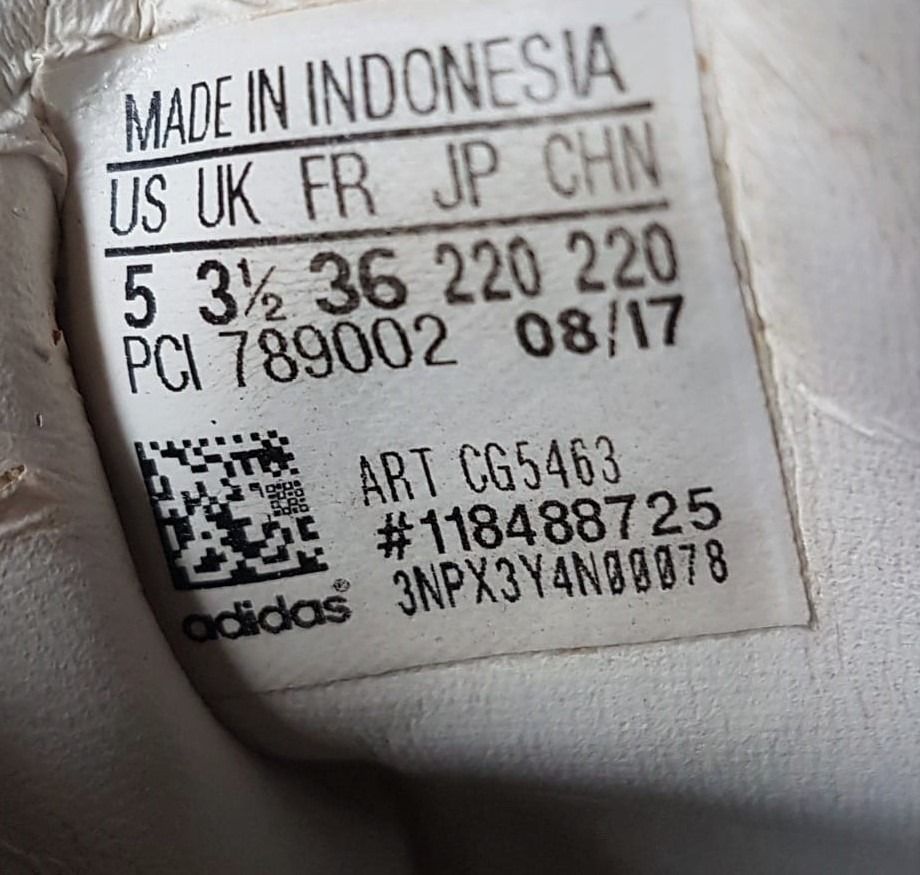 MADE IN INDONESIA
US UK FR JP CHN
5 3½ 36 220 220
PCI 789002 08/17
ART CG5463
#118488725
3NPX3Y4N00078
adidas®